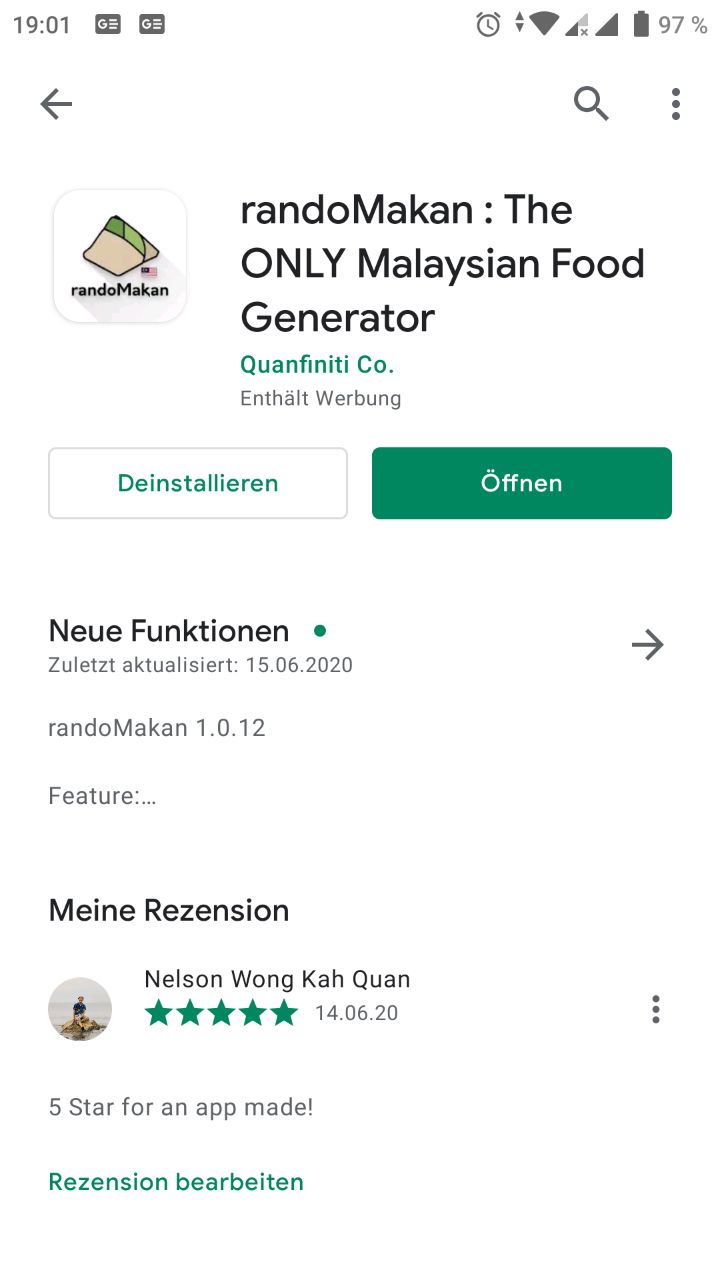 19:01
GE GE
97 %
randoMakan : The
ONLY Malaysian Food
Generator
randoMakan
Quanfiniti Co.
Enthält Werbung
Deinstallieren
Öffnen
Neue Funktionen
Zuletzt aktualisiert: 15.06.2020
randoMakan 1.0.12
Feature:…
Meine Rezension
Nelson Wong Kah Quan
14.06.20
5 Star for an app made!
Rezension bearbeiten